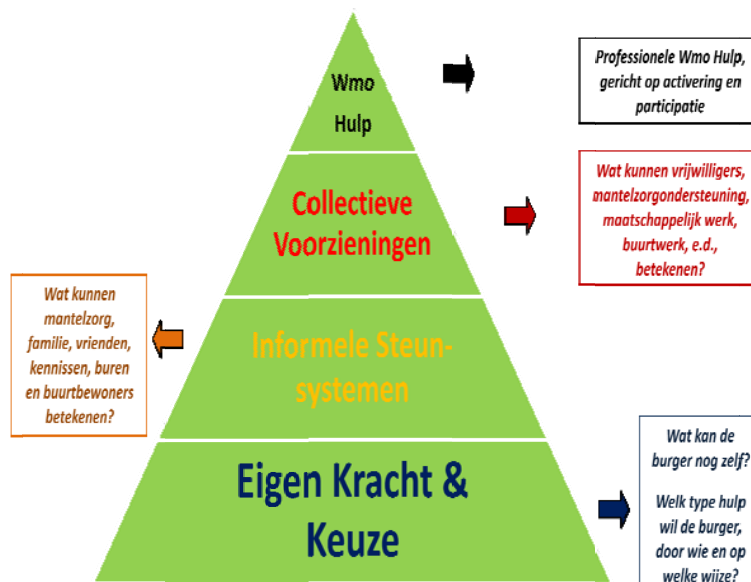 Wmo
Hulp
Professionele Wmo Hulp,
gericht op activering en
participatie
Collectieve
Voorzieningen
Wat kunnen vrijwilligers,
mantelzorgondersteuning,
maatschappelijk werk,
buurtwerk, e.d.,
betekenen?
Wat kunnen
mantelzorg,
familie, vrienden,
kennissen, buren
en buurtbewoners
betekenen?
Informele Steun-
systemen
Eigen Kracht &
Keuze
Wat kan de
burger nog zelf?
Welk type hulp
wil de burger,
door wie en op
welke wijze?